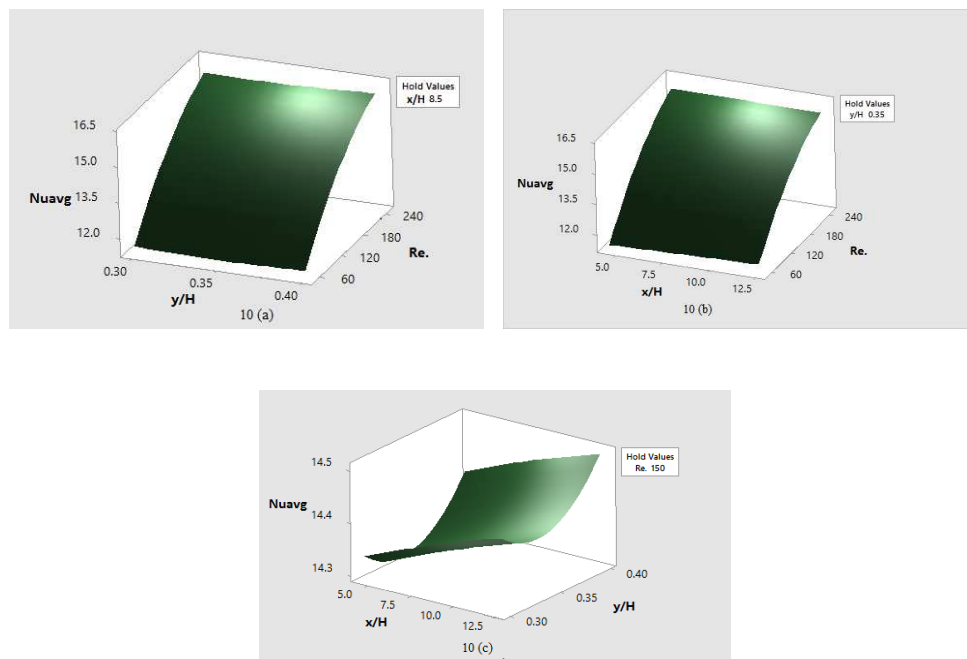 Hold Values
x/H 8.5
16.5
15.0
13.5
12.0
Nuavg
240
180
120
60
Re.
0.30
0.35
0.40
y/H
10 (a)
Hold Values
y/H 0.35
16.5
15.0
13.5
12.0
Nuavg
240
180
120
60
Re.
5.0
7.5
10.0
12.5
x/H
10 (b)
Hold Values
Re. 150
14.5
14.4
14.3
Nuavg
0.40
0.35
0.30
y/H
5.0
7.5
10.0
12.5
x/H
10 (c)